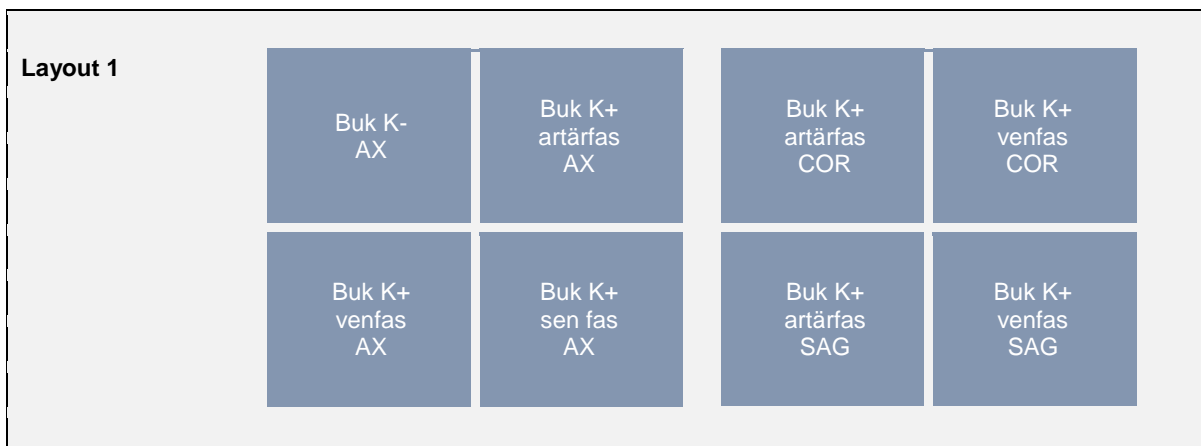 Layout 1
Buk K-
AX
Buk K+
artärfas
AX
Buk K+
artärfas
COR
Buk K+
venfas
COR
Buk K+
venfas
AX
Buk K+
sen fas
AX
Buk K+
artärfas
SAG
Buk K+
venfas
SAG